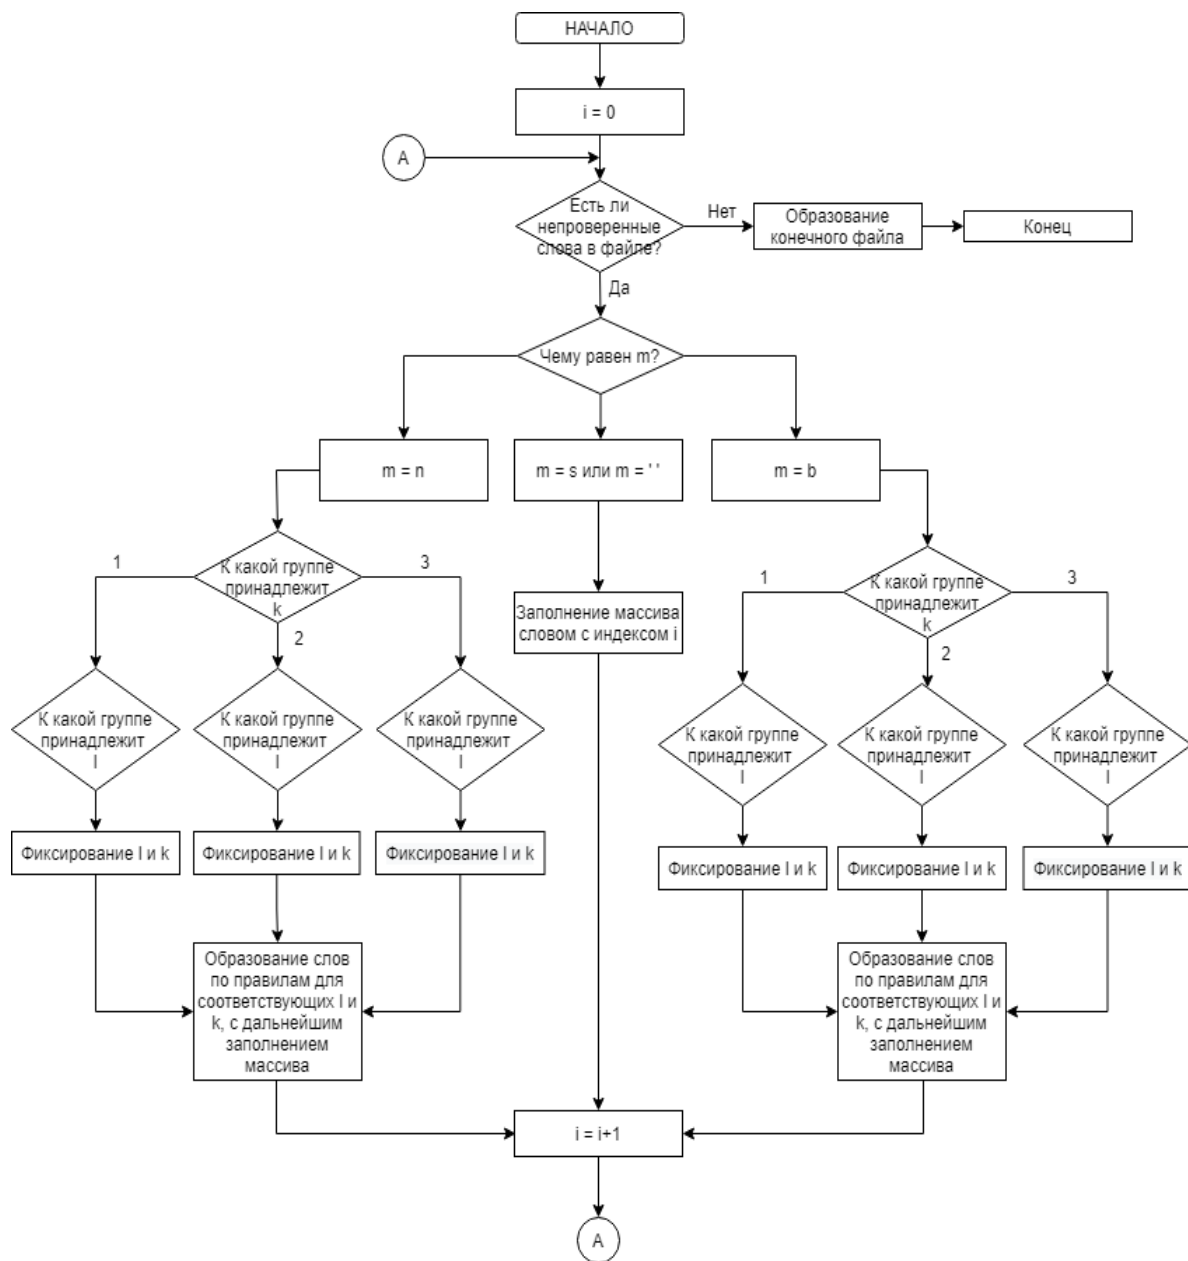 НАЧАЛО
i = 0
А
Есть ли
непроверенные
слова в файле?
Нет
Образование
конечного файла
Конец
Да
Чему равен m?
m = n
m = s или m = ' '
m = b
К какой группе
принадлежит
k
1
2
3
К какой группе
принадлежит
k
1
2
3
Заполнение массива
словом с индексом i
К какой группе
принадлежит
l
К какой группе
принадлежит
l
К какой группе
принадлежит
l
К какой группе
принадлежит
l
К какой группе
принадлежит
l
К какой группе
принадлежит
l
Фиксирование l и k
Фиксирование l и k
Фиксирование l и k
Фиксирование l и k
Фиксирование l и k
Фиксирование l и k
Образование слов
по правилам для
соответствующих l и
k, с дальнейшим
заполнением
массива
Образование слов
по правилам для
соответствующих l и
k, с дальнейшим
заполнением
массива
i = i+1
А